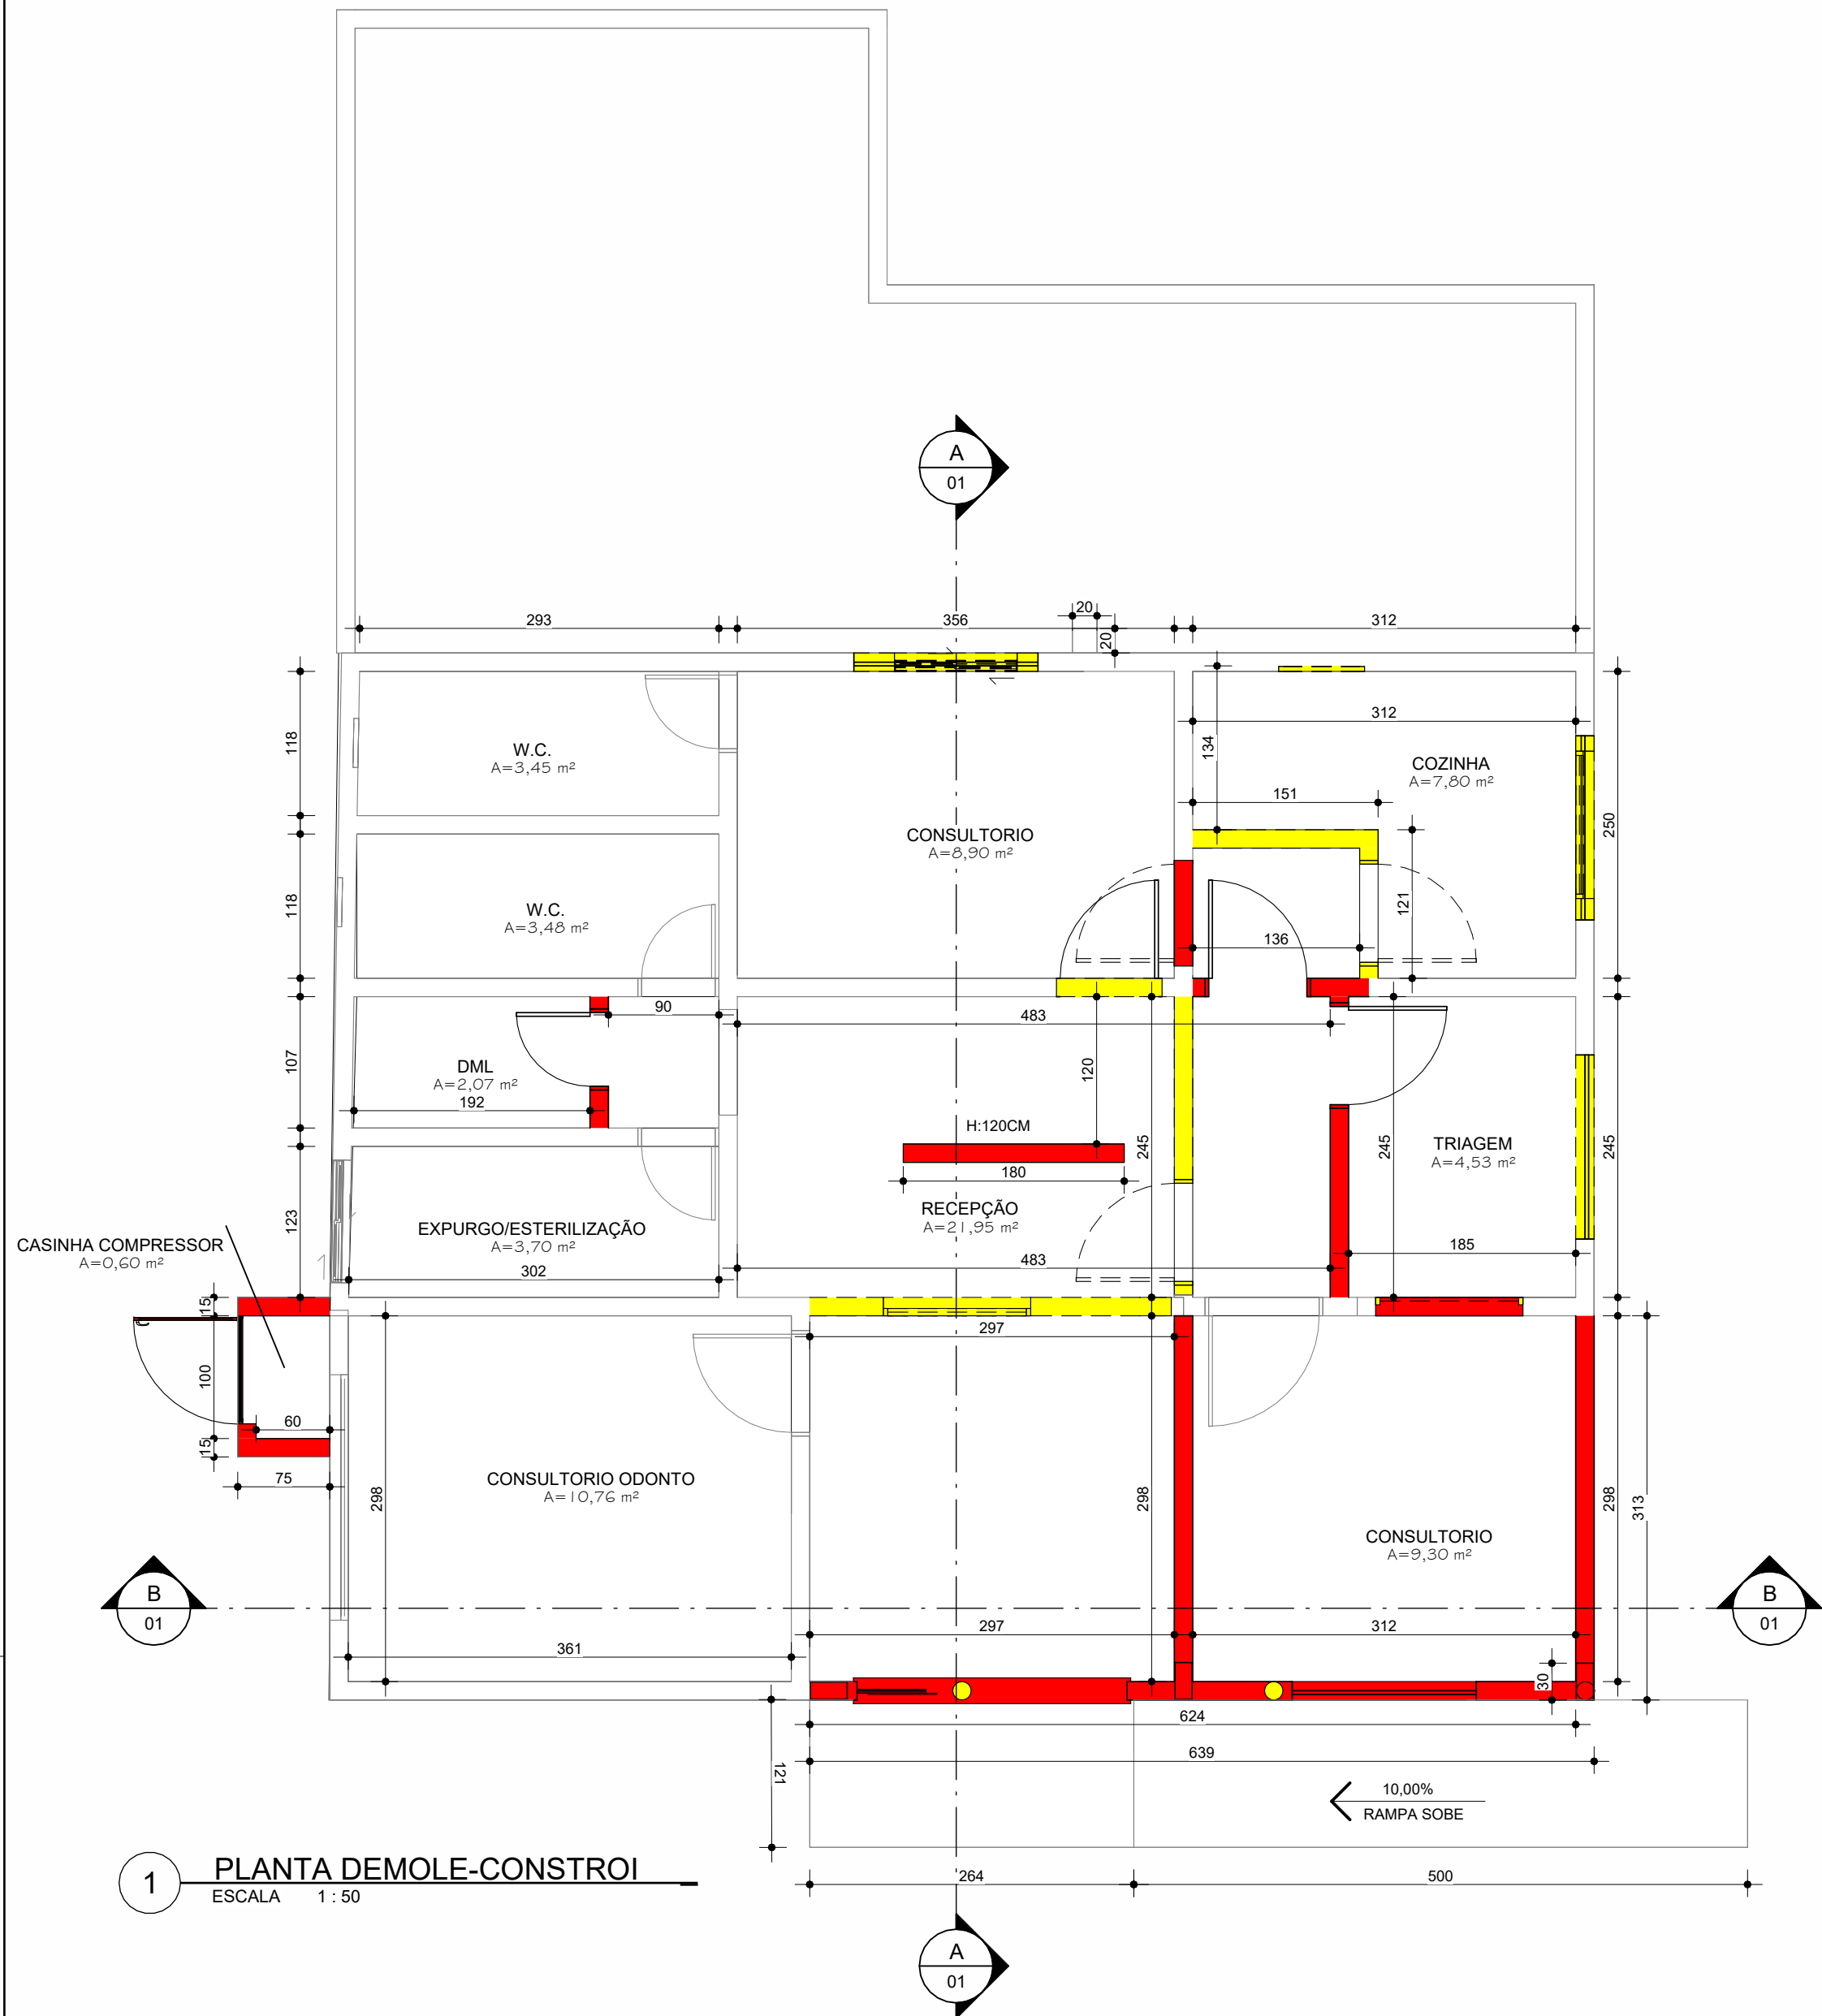 A
01
293
356
20
20
312
118
W.C.
A=3,45 m²
312
134
COZINHA
A=7,80 m²
151
250
CONSULTORIO
A=8,90 m²
118
W.C.
A=3,48 m²
121
136
90
483
107
DML
A=2,07 m²
192
120
H:120CM
245
245
TRIAGEM
A=4,53 m²
245
180
RECEPÇÃO
A=21,95 m²
123
EXPURGO/ESTERILIZAÇÃO
A=3,70 m²
CASINHA COMPRESSOR
A=0,60 m²
302
483
185
15
297
100
60
15
75
CONSULTORIO ODONTO
A=10,76 m²
298
298
298
313
CONSULTORIO
A=9,30 m²
B
01
B
01
297
312
361
30
624
639
121
10,00%
RAMPA SOBE
1
PLANTA DEMOLE-CONSTROI
ESCALA 1 : 50
264
500
A
01